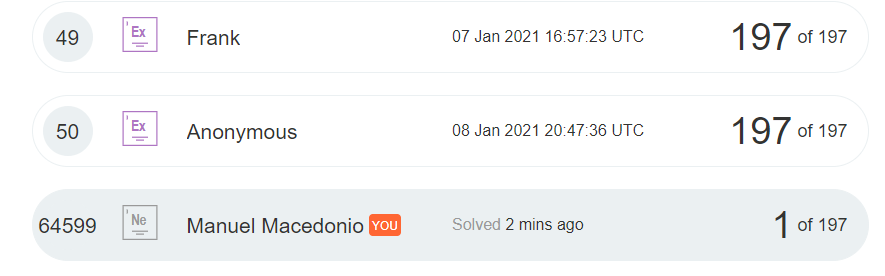 49 Ex Frank 07 Jan 2021 16:57:23 UTC 197 of 197
50 Ex Anonymous 08 Jan 2021 20:47:36 UTC 197 of 197
64599 Ne Manuel Macedonio YOU Solved 2 mins ago 1 of 197